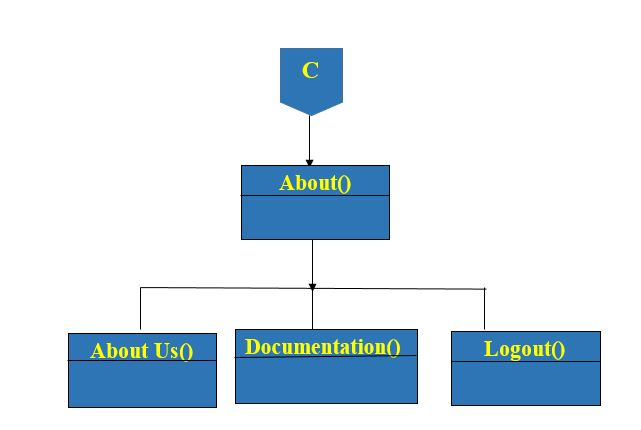 C
About()
About Us()
Documentation()
Logout()